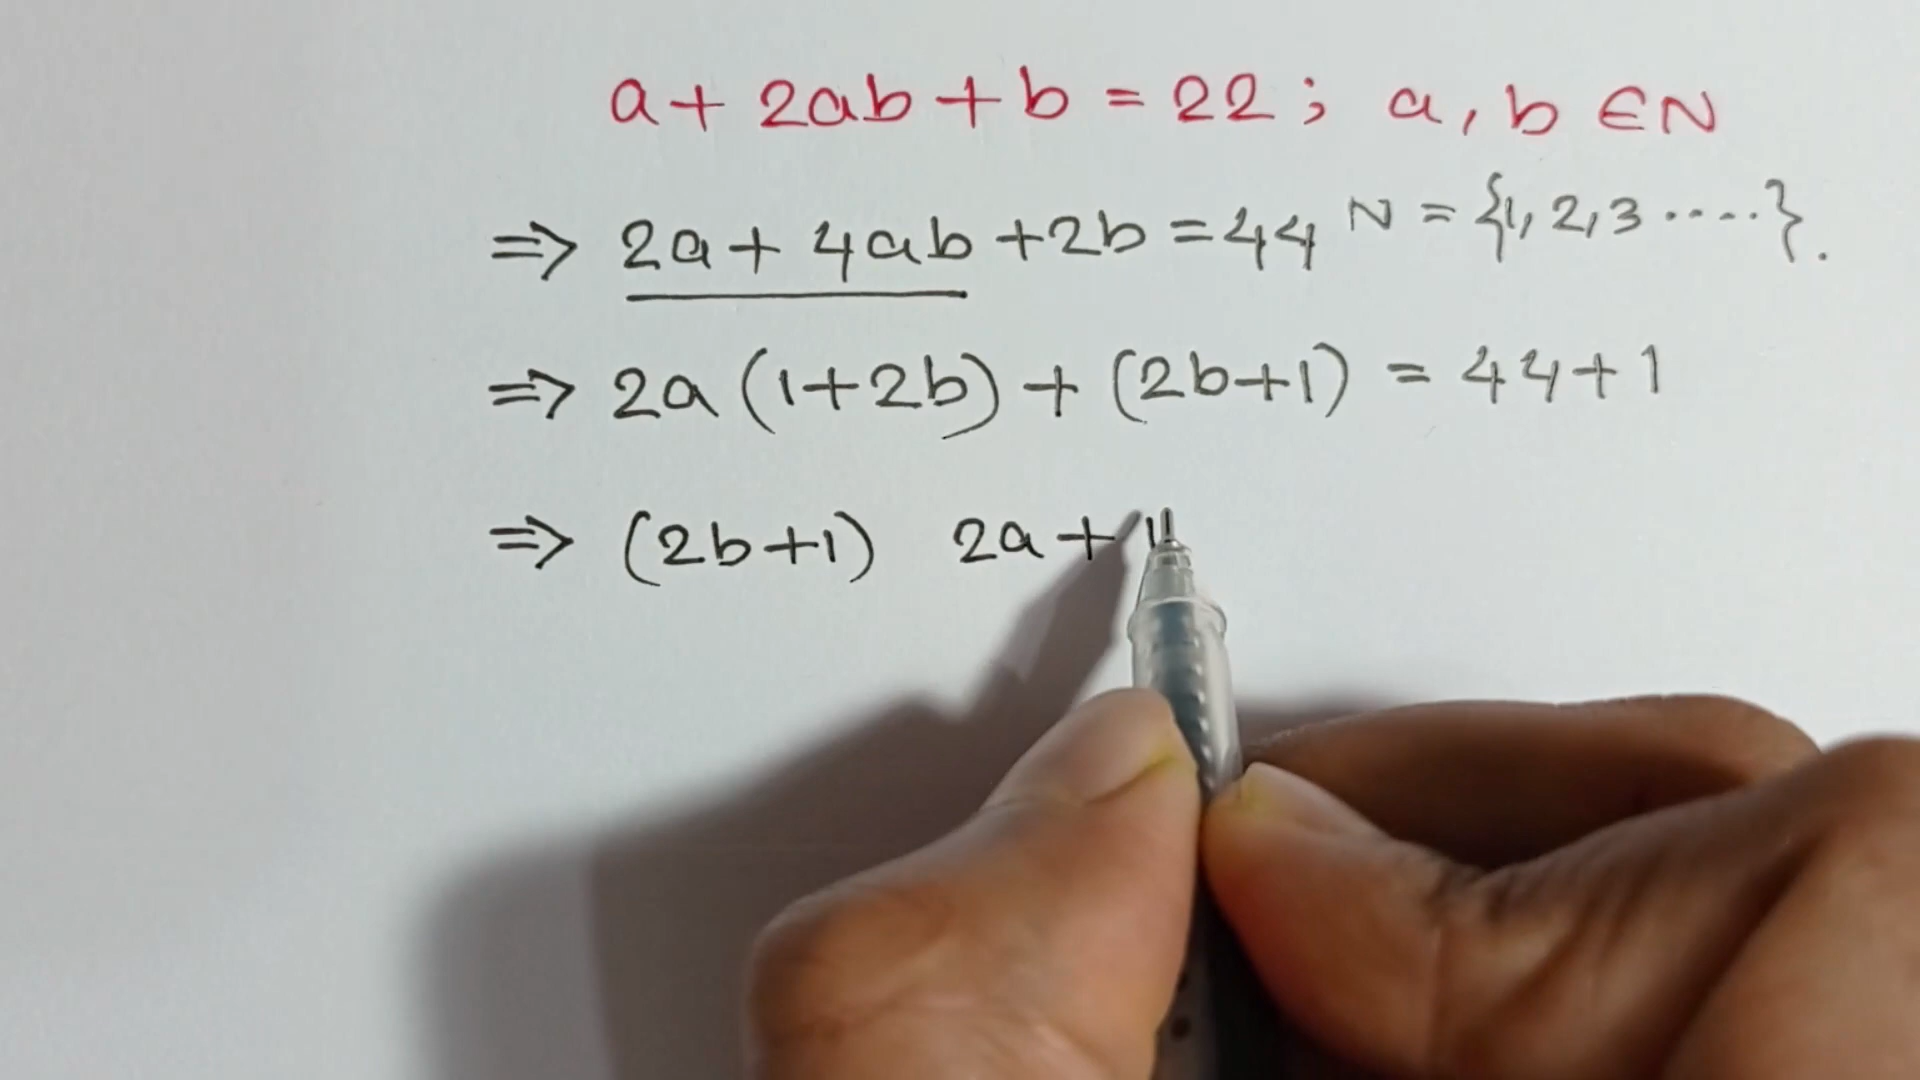 a + 2ab + b = 22 ; a , b ∈ N
⇒ 2a + 4ab + 2b = 44 N = {1, 2, 3 .....}.
⇒ 2a (1+2b) + (2b+1) = 44+1
⇒ (2b+1) 2a + 1